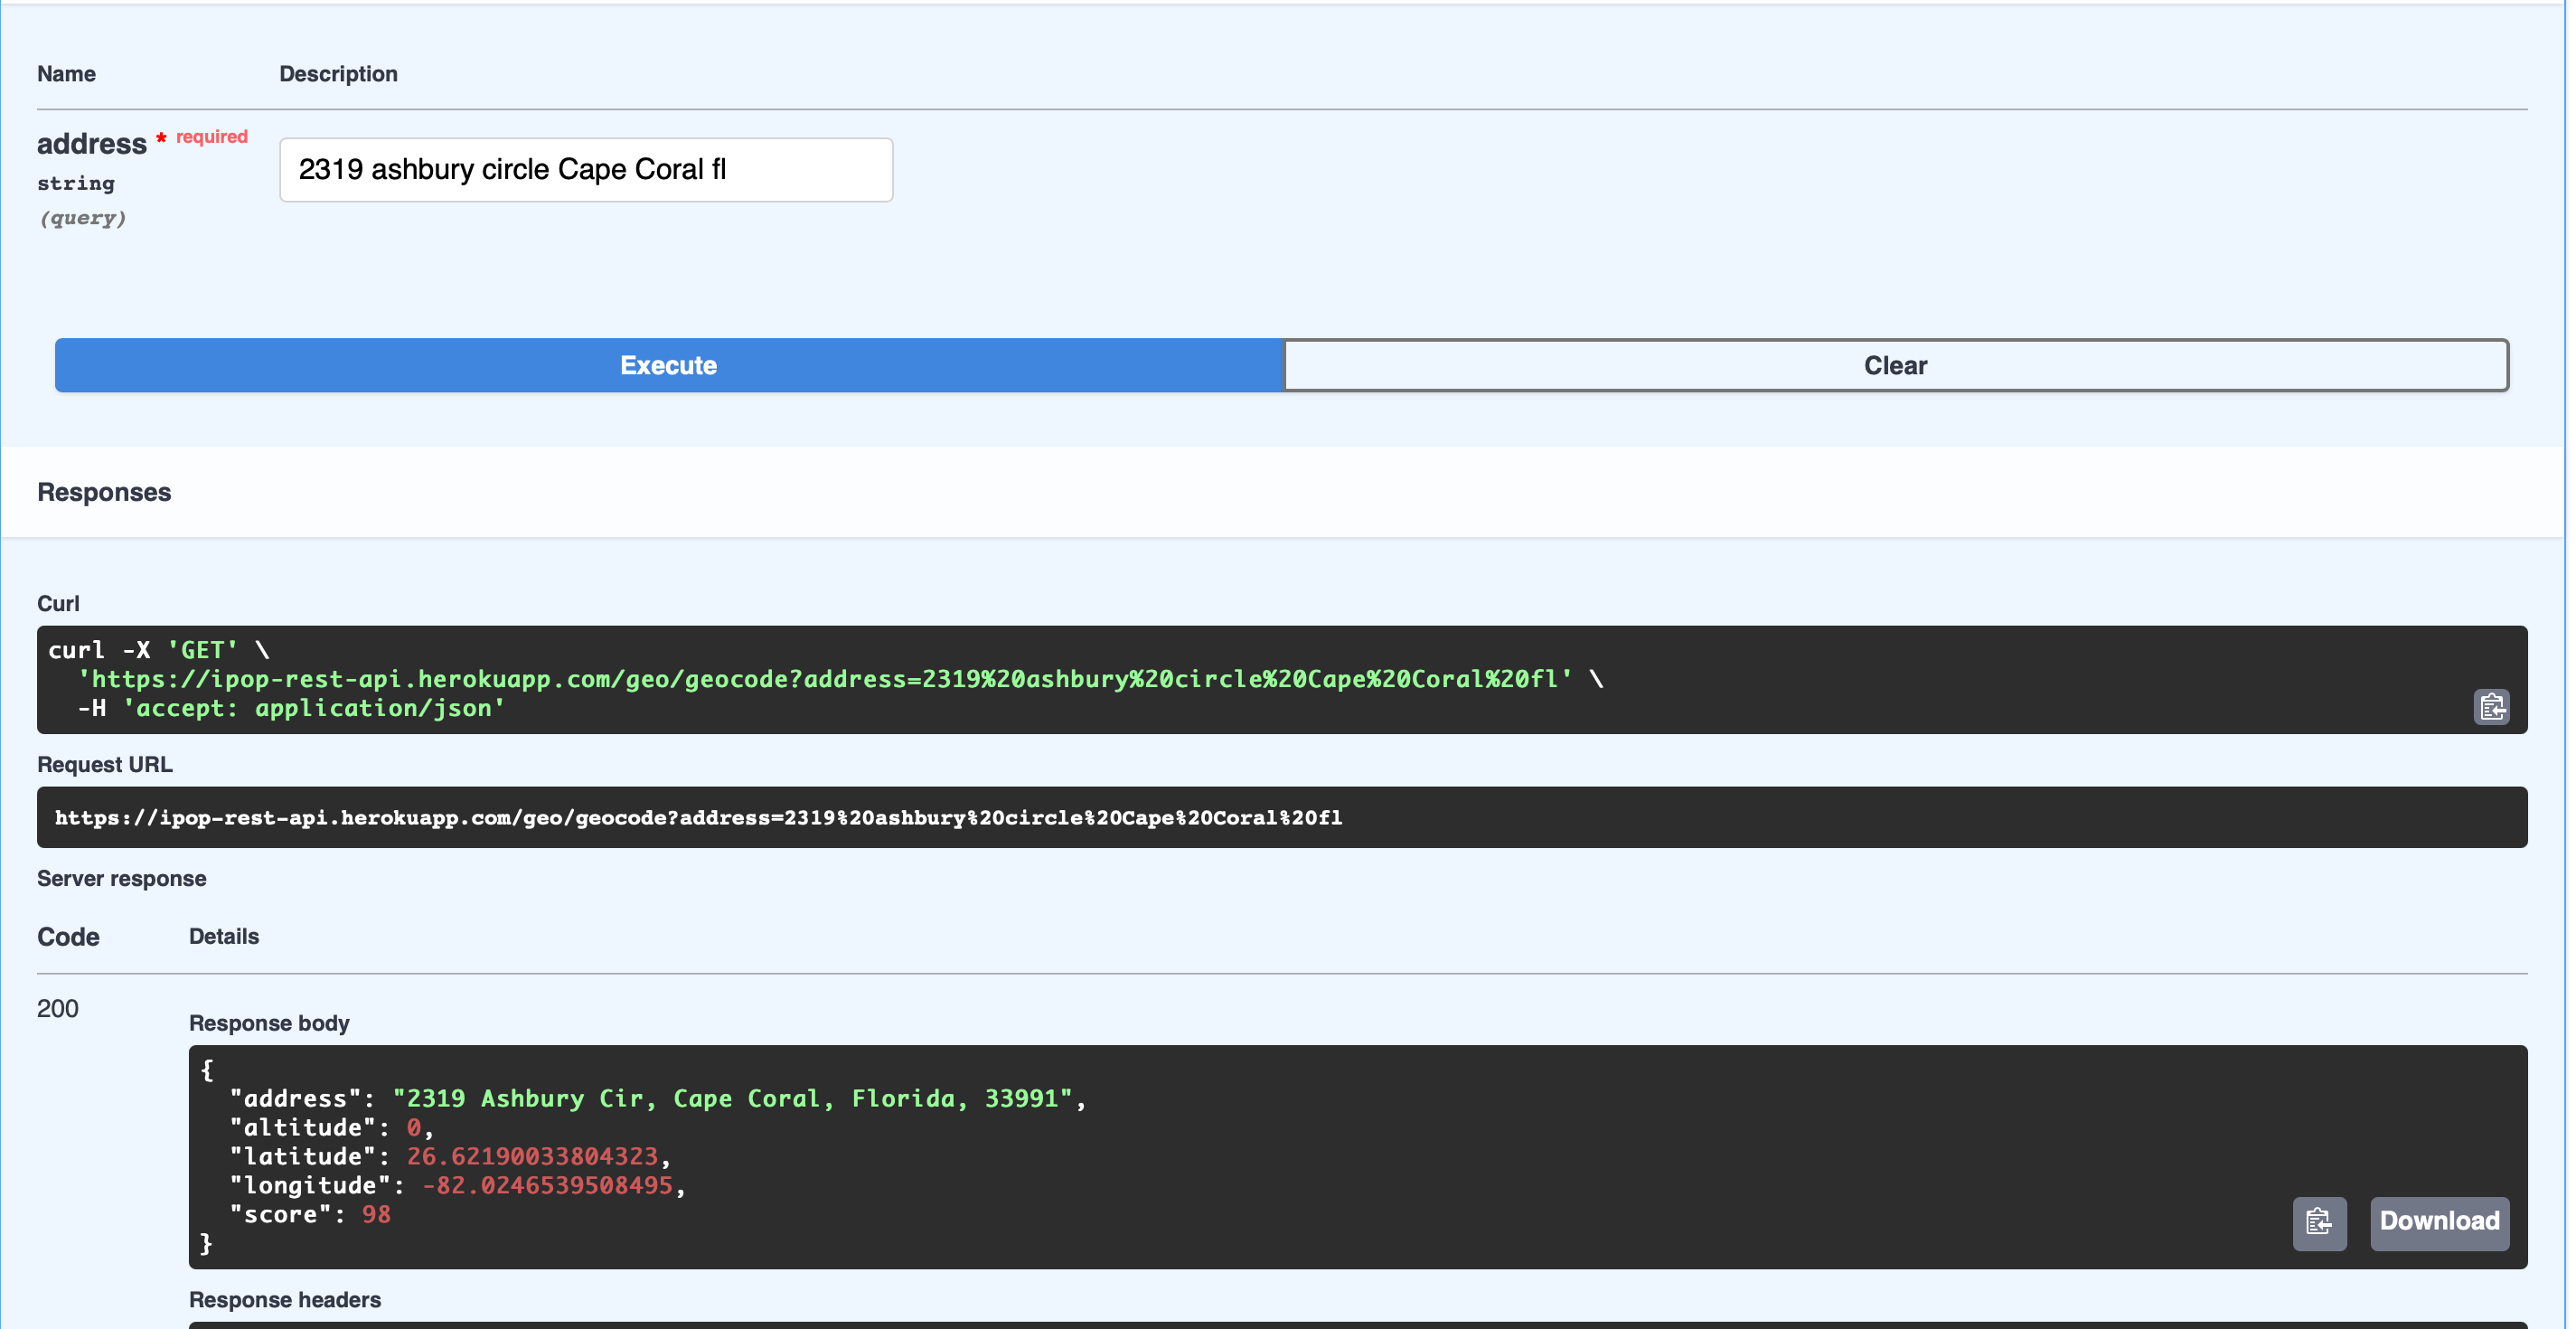 Name Description
address * required
2319 ashbury circle Cape Coral fl
string
(query)
Execute Clear
Responses
Curl
curl -X 'GET' \
'https://ipop-rest-api.herokuapp.com/geo/geocode?address=2319%20ashbury%20circle%20Cape%20Coral%20fl' \
-H 'accept: application/json'
Request URL
https://ipop-rest-api.herokuapp.com/geo/geocode?address=2319%20ashbury%20circle%20Cape%20Coral%20fl
Server response
Code Details
200
Response body
{
"address": "2319 Ashbury Cir, Cape Coral, Florida, 33991",
"altitude": 0,
"latitude": 26.62190033804323,
"longitude": -82.0246539508495,
"score": 98
}
Download
Response headers